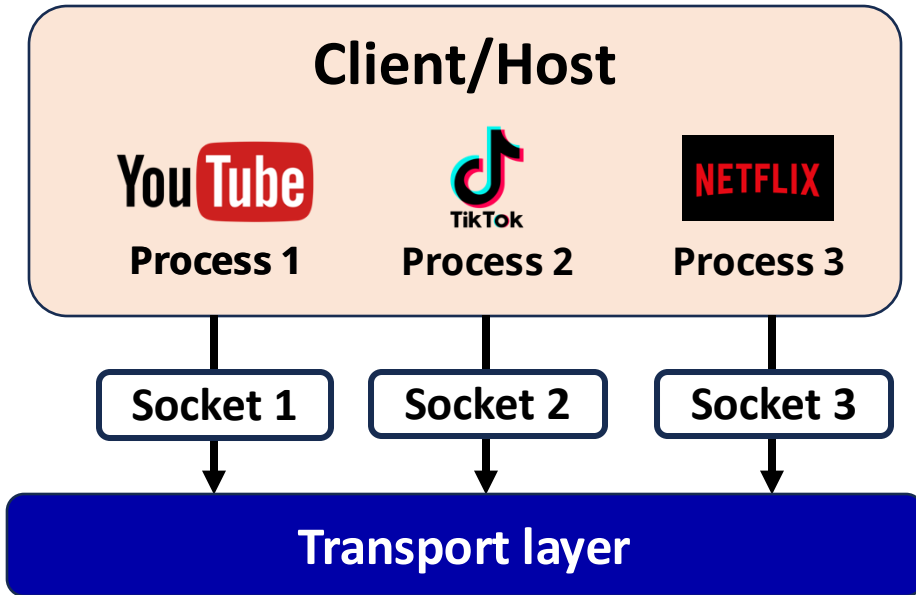 Client/Host
YouTube
TikTok
NETFLIX
Process 1
Process 2
Process 3
Socket 1
Socket 2
Socket 3
Transport layer